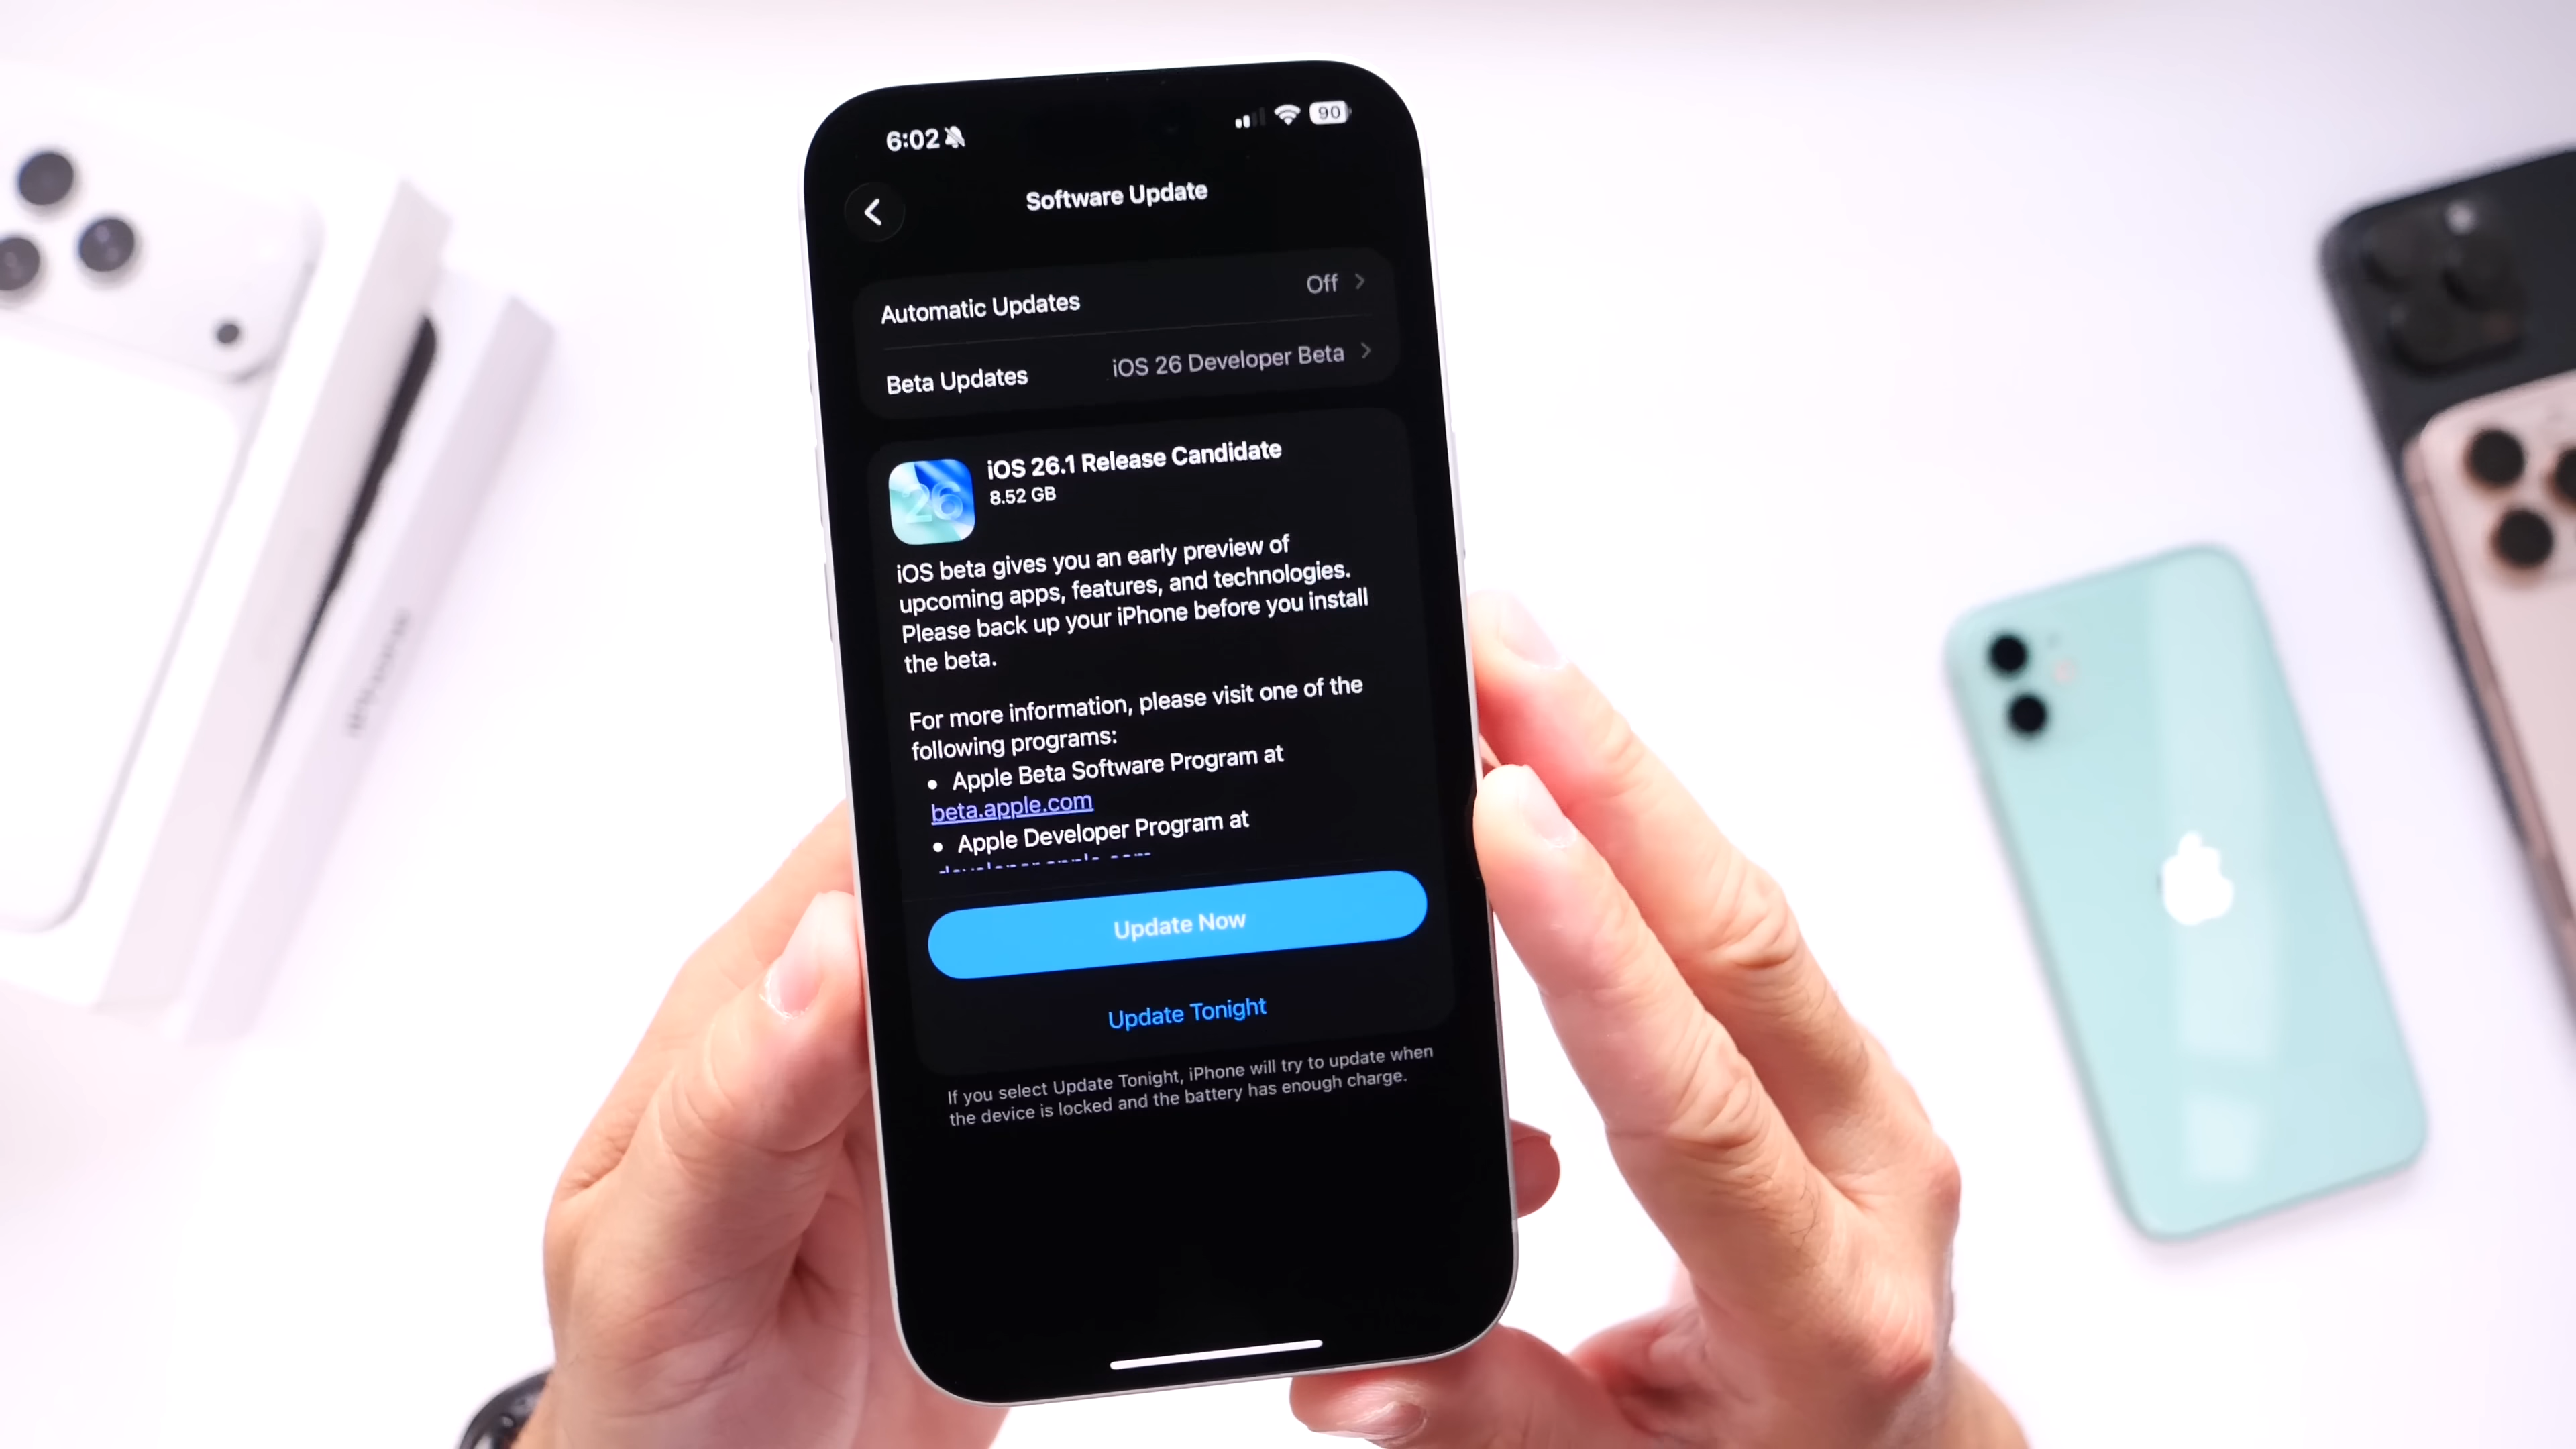 6:02
90
Software Update
Automatic Updates Off
Beta Updates iOS 26 Developer Beta
26
iOS 26.1 Release Candidate
8.52 GB
iOS beta gives you an early preview of
upcoming apps, features, and technologies.
Please back up your iPhone before you install
the beta.
For more information, please visit one of the
following programs:
• Apple Beta Software Program at
beta.apple.com
• Apple Developer Program at
Update Now
Update Tonight
If you select Update Tonight, iPhone will try to update when
the device is locked and the battery has enough charge.